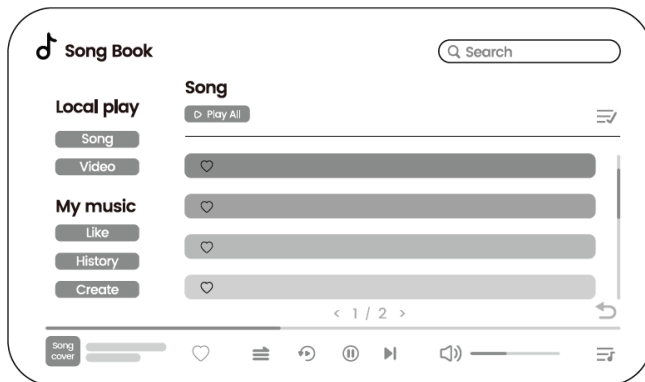 Song Book
Search
Local play
Song
Video
My music
Like
History
Create
Song
Play All
< 1 / 2 >
Song
cover